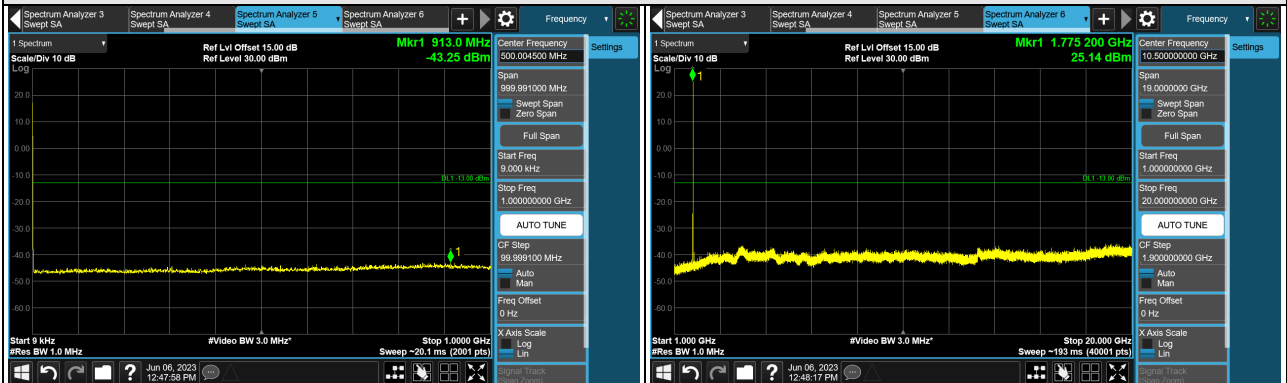 Spectrum Analyzer 3
Swept SA
Spectrum Analyzer 4
Swept SA
Spectrum Analyzer 5
Swept SA
Spectrum Analyzer 6
Swept SA
+
Frequency
1 Spectrum
Scale/Div 10 dB
Log
Ref Lvl Offset 15.00 dB
Ref Level 30.00 dBm
Mkr1 913.0 MHz
-43.25 dBm
20.0
10.0
0.00
-10.0
-20.0
-30.0
-40.0
-50.0
-60.0
DL1 -13.00 dBm
1
Start 9 kHz
#Res BW 1.0 MHz
#Video BW 3.0 MHz*
Stop 1.0000 GHz
Sweep ~20.1 ms (2001 pts)
Center Frequency
500.004500 MHz
Settings
Span
999.991000 MHz
Swept Span
Zero Span
Full Span
Start Freq
9.000 kHz
Stop Freq
1.000000000 GHz
AUTO TUNE
CF Step
99.999100 MHz
Auto
Man
Freq Offset
0 Hz
X Axis Scale
Log
Lin
Signal Track
(Span Zoom)
?
Jun 06, 2023
12:47:58 PM
Spectrum Analyzer 3
Swept SA
Spectrum Analyzer 4
Swept SA
Spectrum Analyzer 5
Swept SA
Spectrum Analyzer 6
Swept SA
+
Frequency
1 Spectrum
Scale/Div 10 dB
Log
Ref Lvl Offset 15.00 dB
Ref Level 30.00 dBm
Mkr1 1.775 200 GHz
25.14 dBm
1
20.0
10.0
0.00
-10.0
-20.0
-30.0
-40.0
-50.0
-60.0
DL1 -13.00 dBm
Start 1.000 GHz
#Res BW 1.0 MHz
#Video BW 3.0 MHz*
Stop 20.000 GHz
Sweep ~193 ms (40001 pts)
Center Frequency
10.500000000 GHz
Settings
Span
19.0000000 GHz
Swept Span
Zero Span
Full Span
Start Freq
1.000000000 GHz
Stop Freq
20.000000000 GHz
AUTO TUNE
CF Step
1.900000000 GHz
Auto
Man
Freq Offset
0 Hz
X Axis Scale
Log
Lin
Signal Track
(Span Zoom)
?
Jun 06, 2023
12:48:17 PM